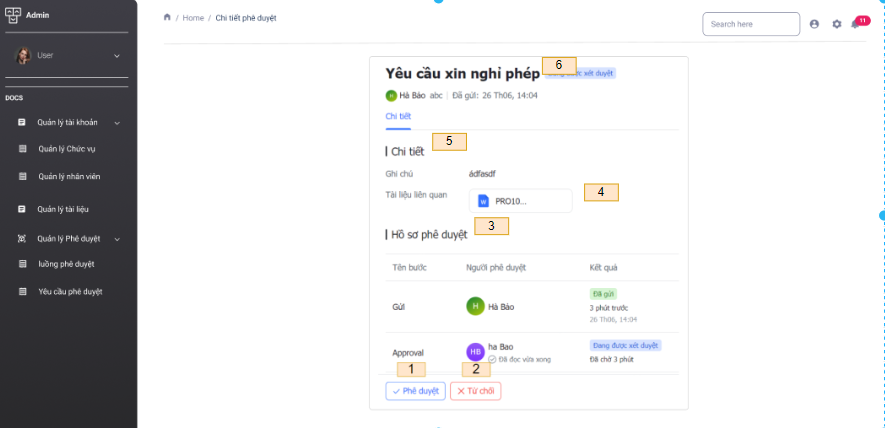 Admin
/ Home / Chi tiết phê duyệt
Search here
11
User
DOCS
Quản lý tài khoản
Quản lý Chức vụ
Quản lý nhân viên
Quản lý tài liệu
Quản lý Phê duyệt
luồng phê duyệt
Yêu cầu phê duyệt
Yêu cầu xin nghỉ phép
6
Đang được xét duyệt
H Hà Bảo abc | Đã gửi: 26 Th06, 14:04
Chi tiết
5
Chi tiết
Ghi chú ádfasdf
4
Tài liệu liên quan W PRO10...
3
Hồ sơ phê duyệt
Tên bước Người phê duyệt Kết quả
Gửi H Hà Bảo Đã gửi
3 phút trước
26 Th06, 14:04
Approval HB ha Bao Đang được xét duyệt
Đã đọc vừa xong Đã chờ 3 phút
1 2
Phê duyệt Từ chối